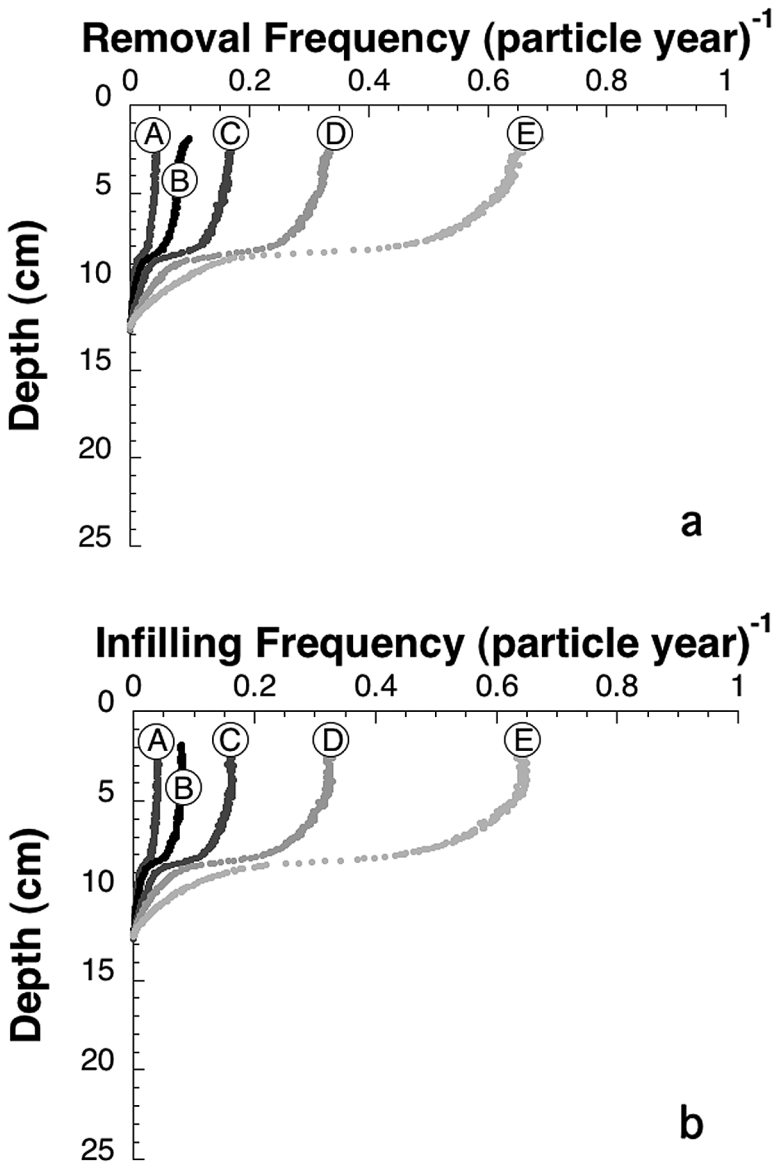 Removal Frequency (particle year)-1
0 0.2 0.4 0.6 0.8 1
0
A C D E
B
5
10
15
20
25
Depth (cm)
a
Infilling Frequency (particle year)-1
0 0.2 0.4 0.6 0.8 1
0
A C D E
B
5
10
15
20
25
Depth (cm)
b